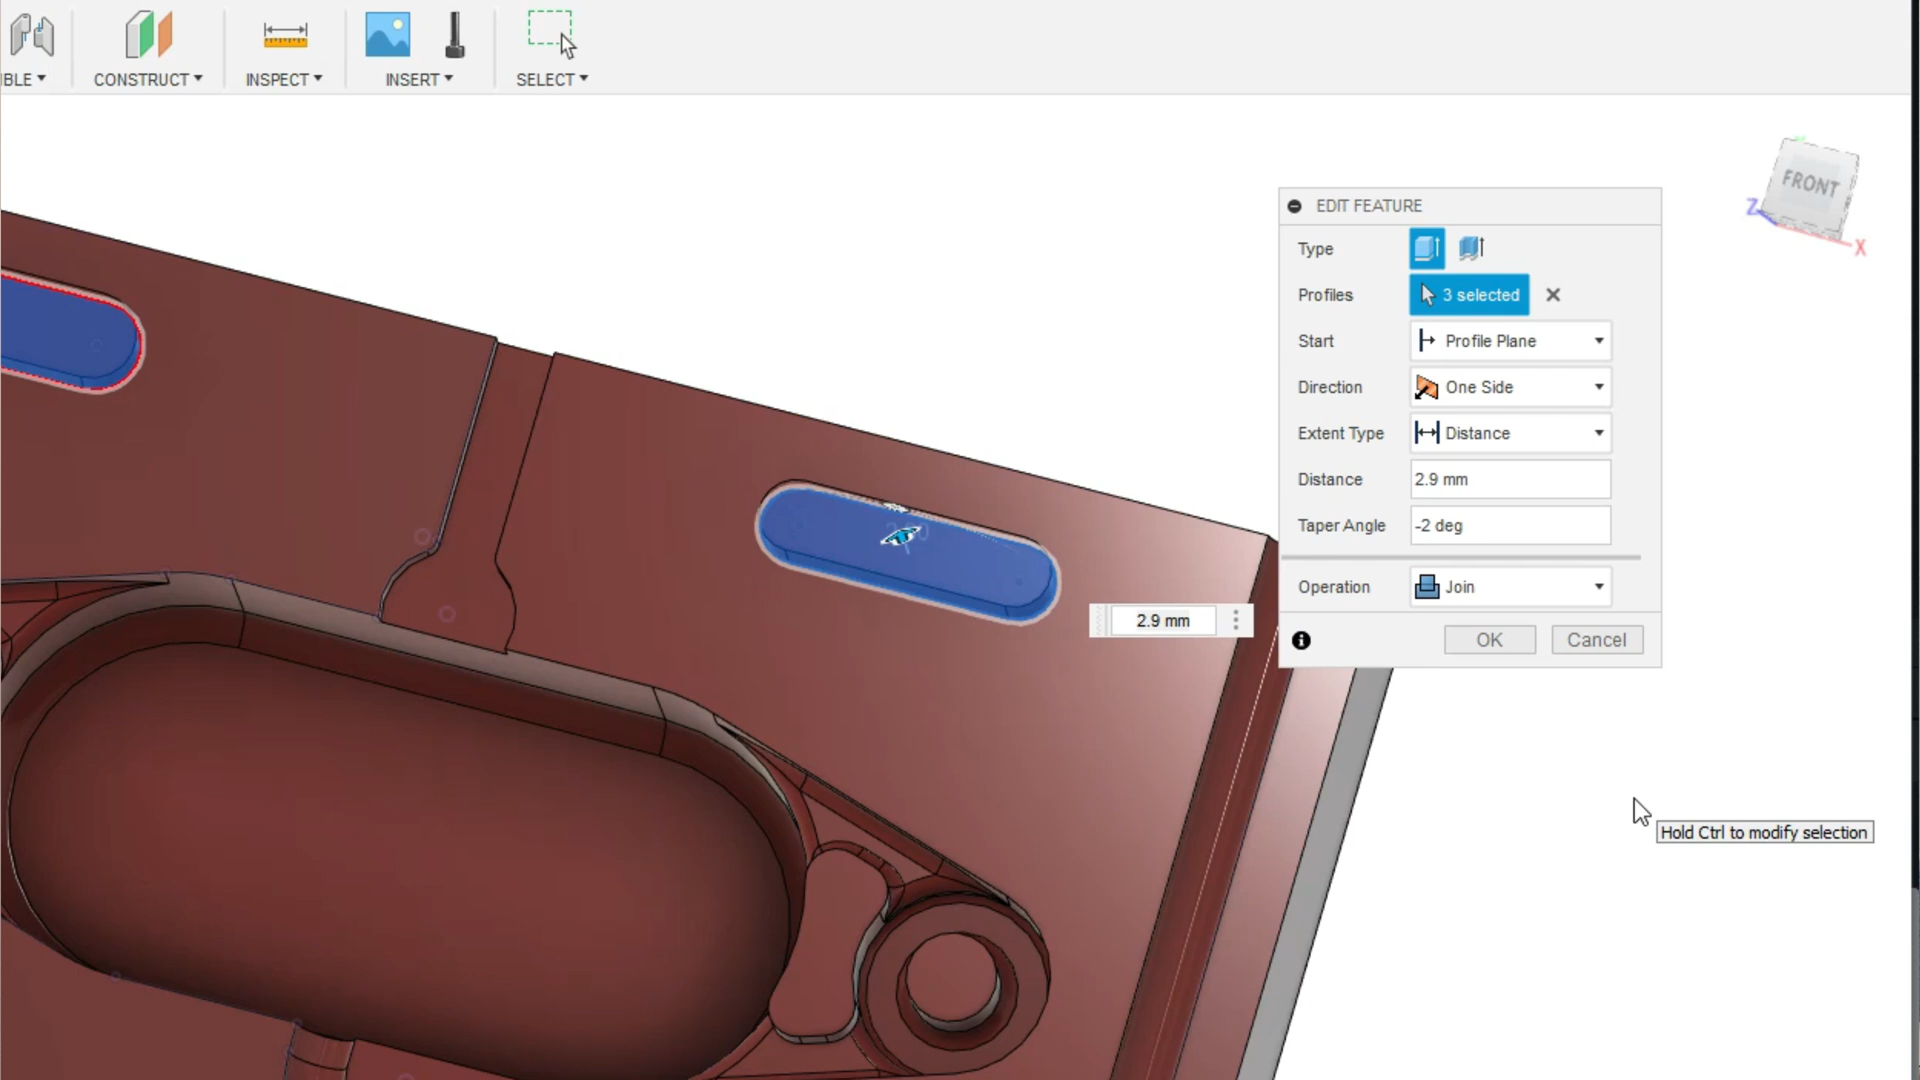 BLE
CONSTRUCT
INSPECT
INSERT
SELECT
FRONT
Z
X
EDIT FEATURE
Type
Profiles
3 selected
Start
Profile Plane
Direction
One Side
Extent Type
Distance
Distance
2.9 mm
Taper Angle
-2 deg
Operation
Join
OK
Cancel
2.9 mm
Hold Ctrl to modify selection